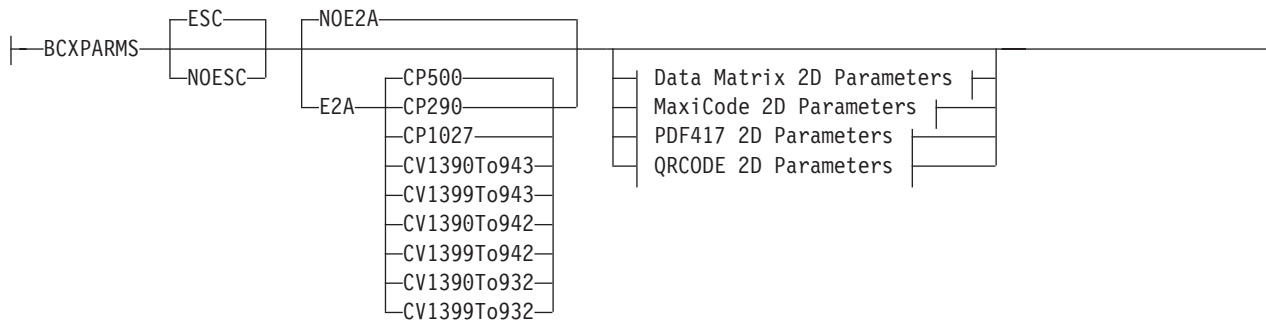 ESC NOE2A
BCXPARMS
NOESC CP500 Data Matrix 2D Parameters
E2A CP290 MaxiCode 2D Parameters
CP1027 PDF417 2D Parameters
CV1390To943 QRCODE 2D Parameters
CV1399To943
CV1390To942
CV1399To942
CV1390To932
CV1399To932